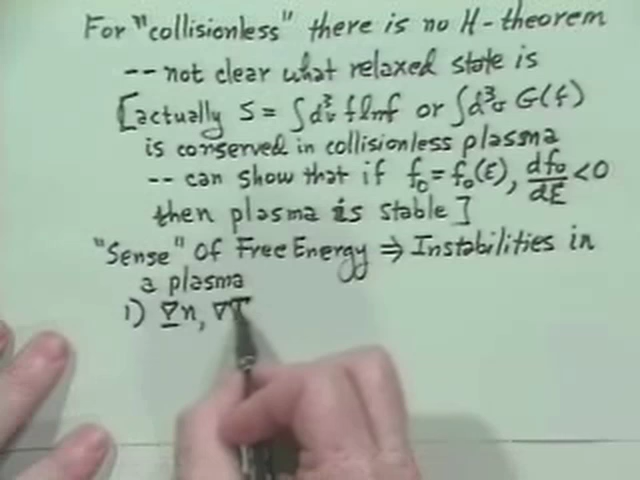 For "collisionless" there is no H-theorem
-- not clear what relaxed state is
[actually S = ∫d³v f ln f or ∫d³v G(f)
is conserved in collisionless plasma
-- can show that if f₀ = f₀(E), df₀/dE < 0
then plasma is stable]
"Sense" of Free Energy ⇒ Instabilities in
a plasma
1) ∇n, ∇T